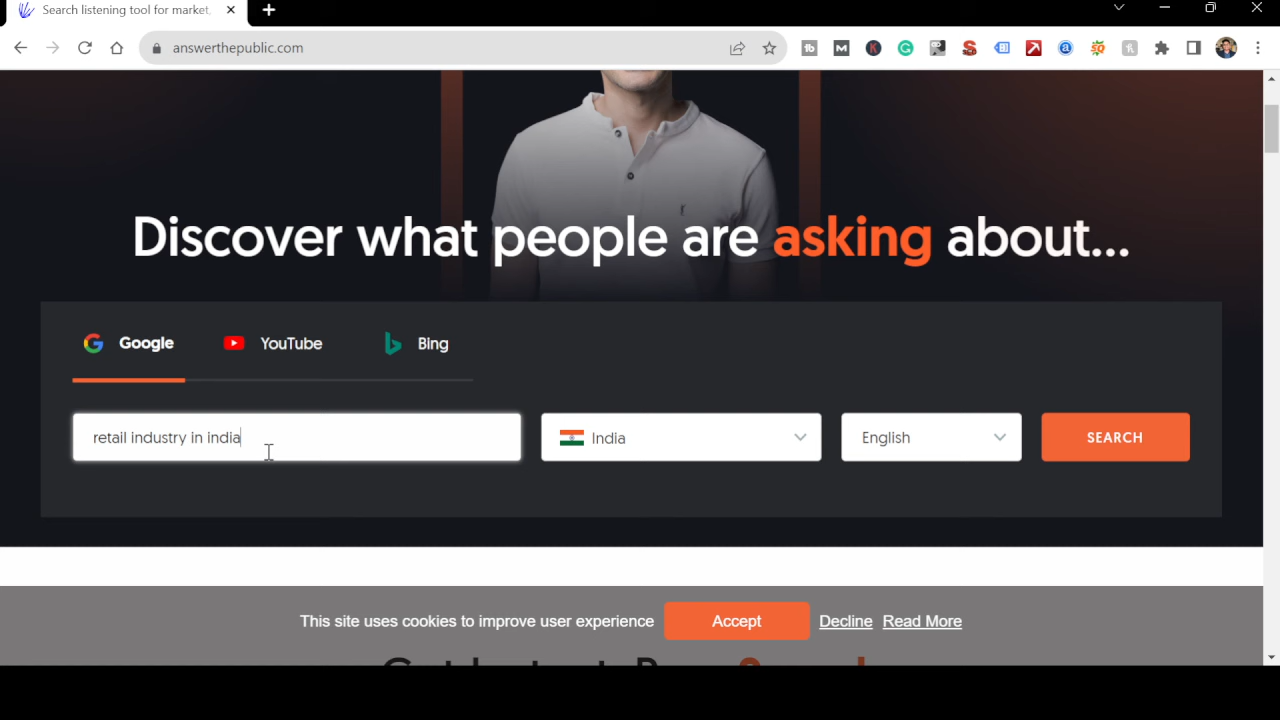 Search listening tool for market,
answerthepublic.com
Discover what people are asking about...
Google
YouTube
Bing
retail industry in india
India
English
SEARCH
This site uses cookies to improve user experience
Accept
Decline
Read More